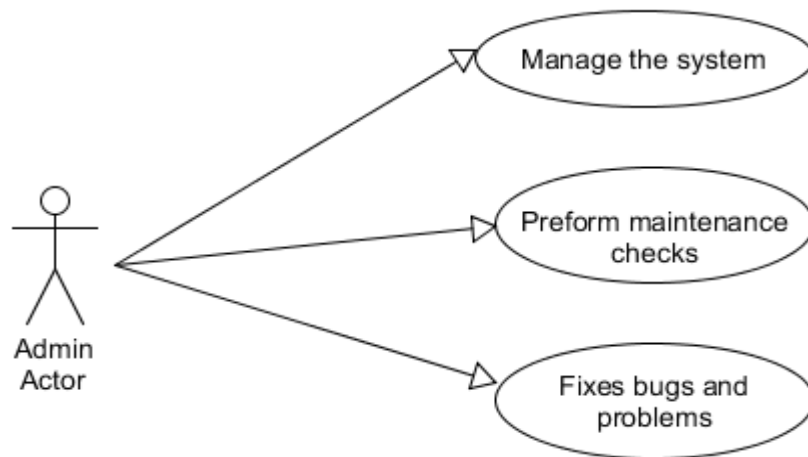 Manage the system
Preform maintenance
checks
Admin
Actor
Fixes bugs and
problems